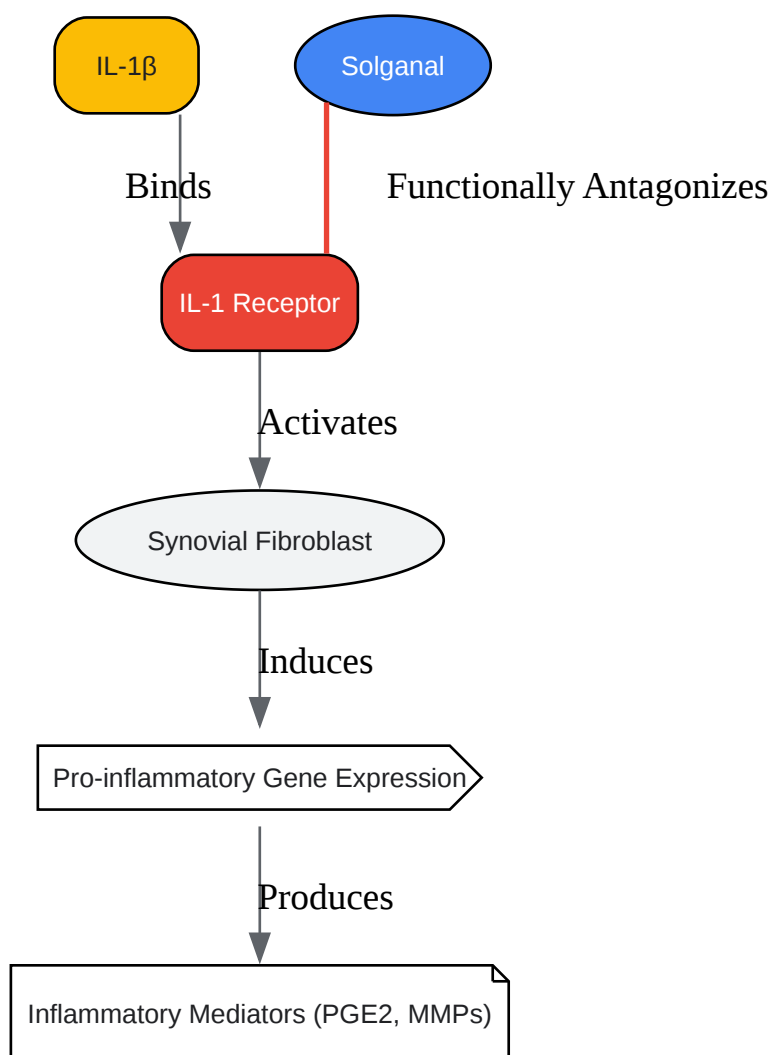 IL-1β
Solganal
Binds
Functionally Antagonizes
IL-1 Receptor
Activates
Synovial Fibroblast
Induces
Pro-inflammatory Gene Expression
Produces
Inflammatory Mediators (PGE2, MMPs)